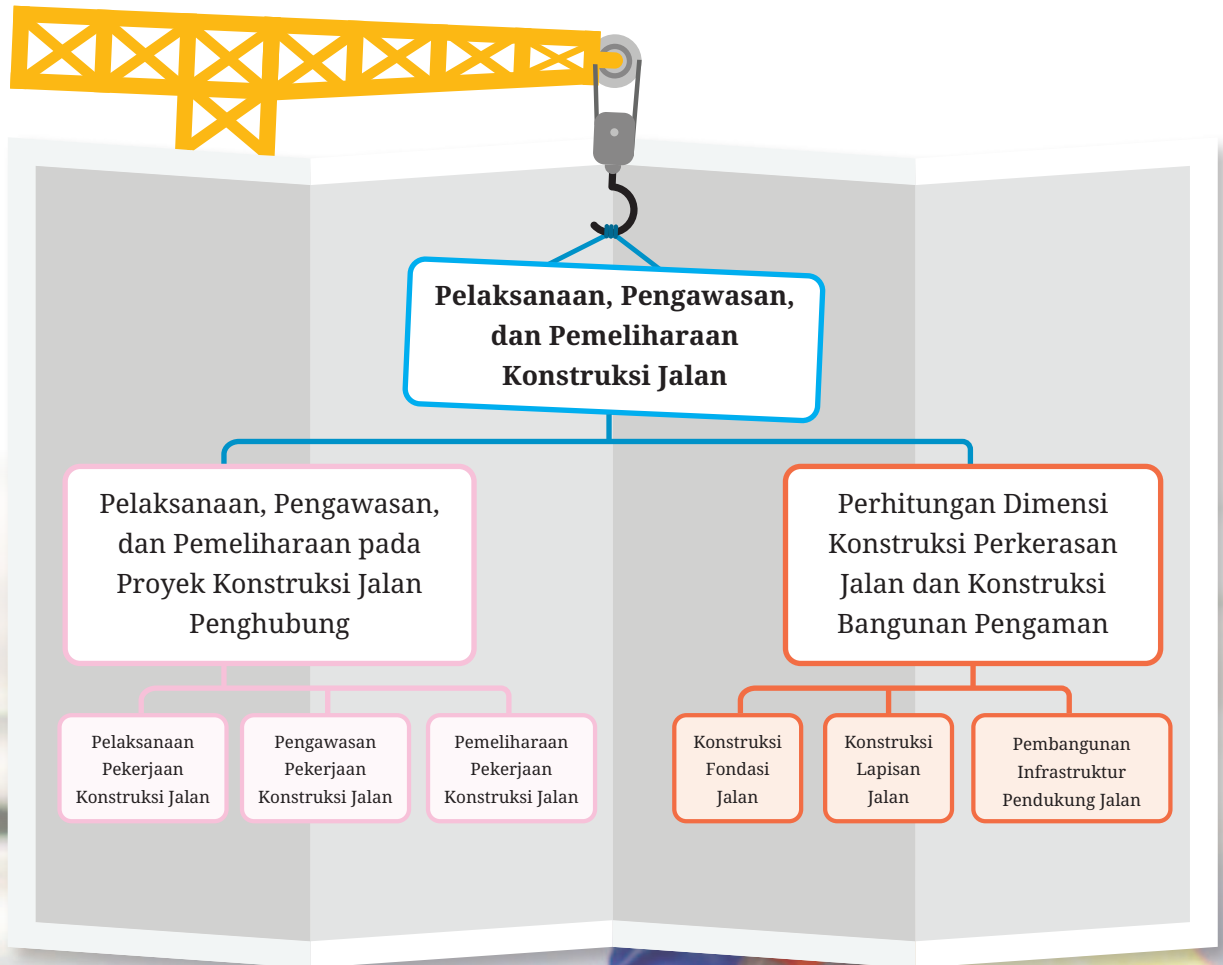 Pelaksanaan, Pengawasan,
dan Pemeliharaan
Konstruksi Jalan
Pelaksanaan, Pengawasan,
dan Pemeliharaan pada
Proyek Konstruksi Jalan
Penghubung
Perhitungan Dimensi
Konstruksi Perkerasan
Jalan dan Konstruksi
Bangunan Pengaman
Pelaksanaan
Pekerjaan
Konstruksi Jalan
Pengawasan
Pekerjaan
Konstruksi Jalan
Pemeliharaan
Pekerjaan
Konstruksi Jalan
Konstruksi
Fondasi
Jalan
Konstruksi
Lapisan
Jalan
Pembangunan
Infrastruktur
Pendukung Jalan